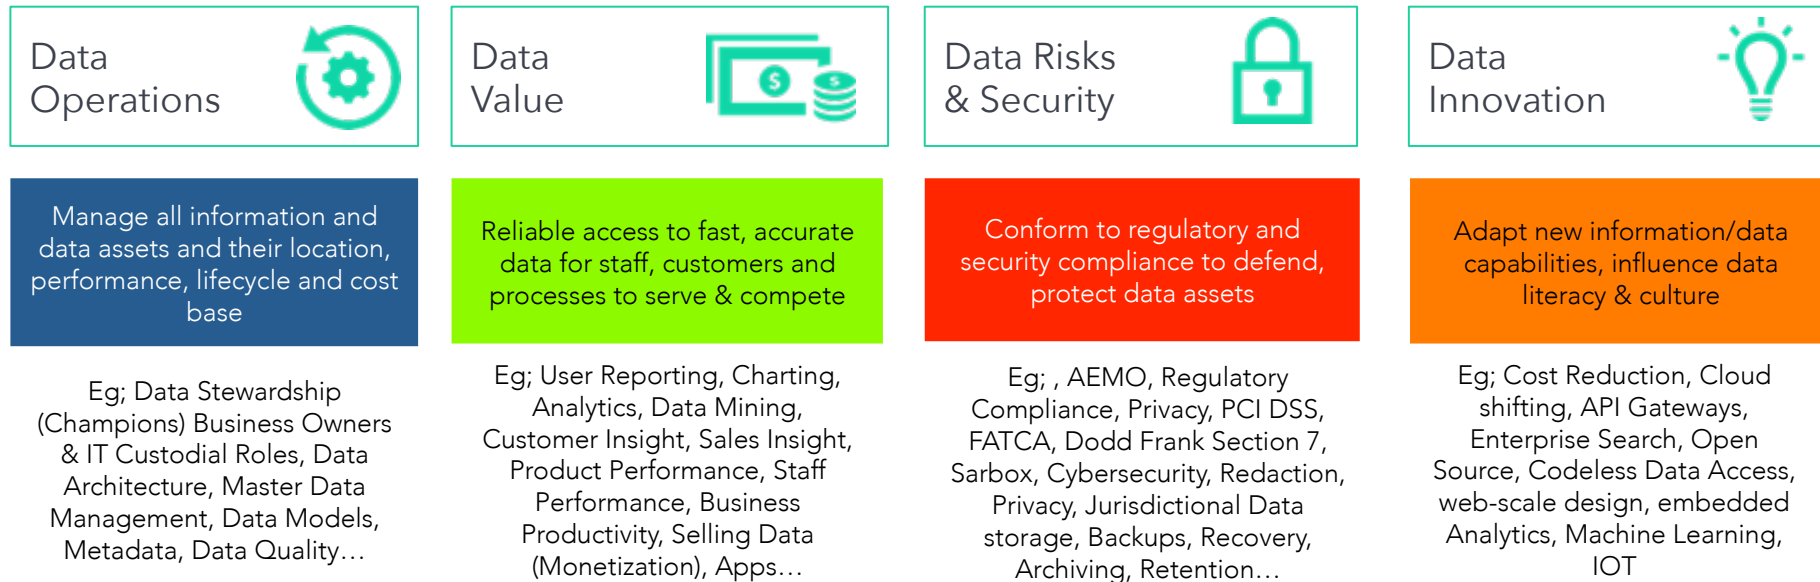 Data
Operations
Data
Value
$
$
Data Risks
& Security
Data
Innovation
Manage all information and
data assets and their location,
performance, lifecycle and cost
base
Reliable access to fast, accurate
data for staff, customers and
processes to serve & compete
Conform to regulatory and
security compliance to defend,
protect data assets
Adapt new information/data
capabilities, influence data
literacy & culture
Eg; Data Stewardship
(Champions) Business Owners
& IT Custodial Roles, Data
Architecture, Master Data
Management, Data Models,
Metadata, Data Quality…
Eg; User Reporting, Charting,
Analytics, Data Mining,
Customer Insight, Sales Insight,
Product Performance, Staff
Performance, Business
Productivity, Selling Data
(Monetization), Apps…
Eg; , AEMO, Regulatory
Compliance, Privacy, PCI DSS,
FATCA, Dodd Frank Section 7,
Sarbox, Cybersecurity, Redaction,
Privacy, Jurisdictional Data
storage, Backups, Recovery,
Archiving, Retention…
Eg; Cost Reduction, Cloud
shifting, API Gateways,
Enterprise Search, Open
Source, Codeless Data Access,
web-scale design, embedded
Analytics, Machine Learning,
IOT